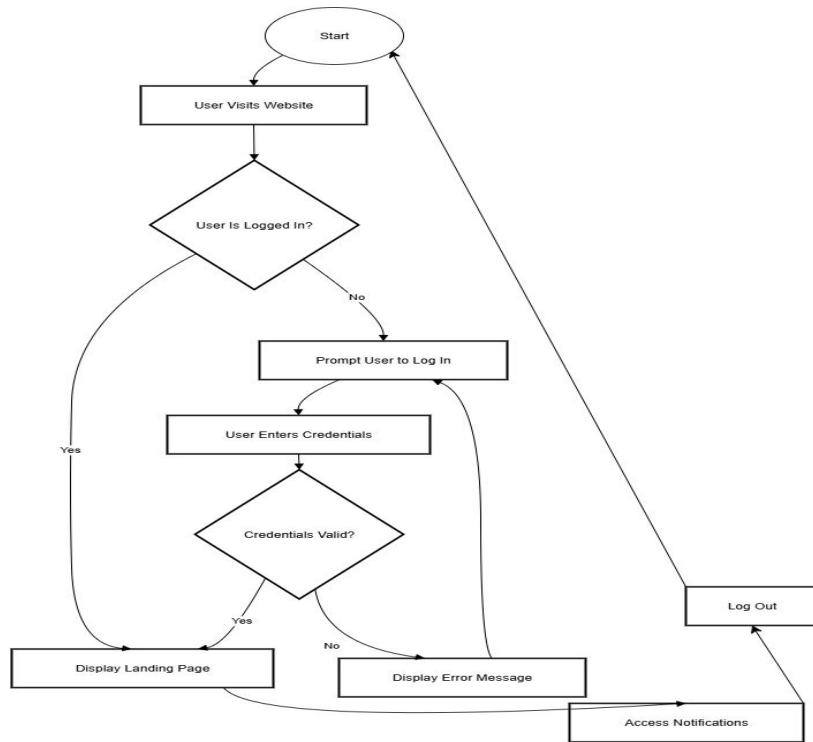 Start
User Visits Website
User Is Logged In?
No
Prompt User to Log In
User Enters Credentials
Yes
Credentials Valid?
Log Out
Yes
No
Display Landing Page
Display Error Message
Access Notifications